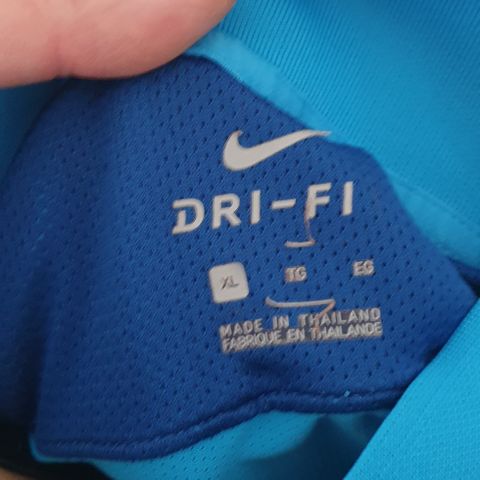 DRI-FI
XL TG EG
MADE IN THAILAND
FABRIQUE EN THAILANDE